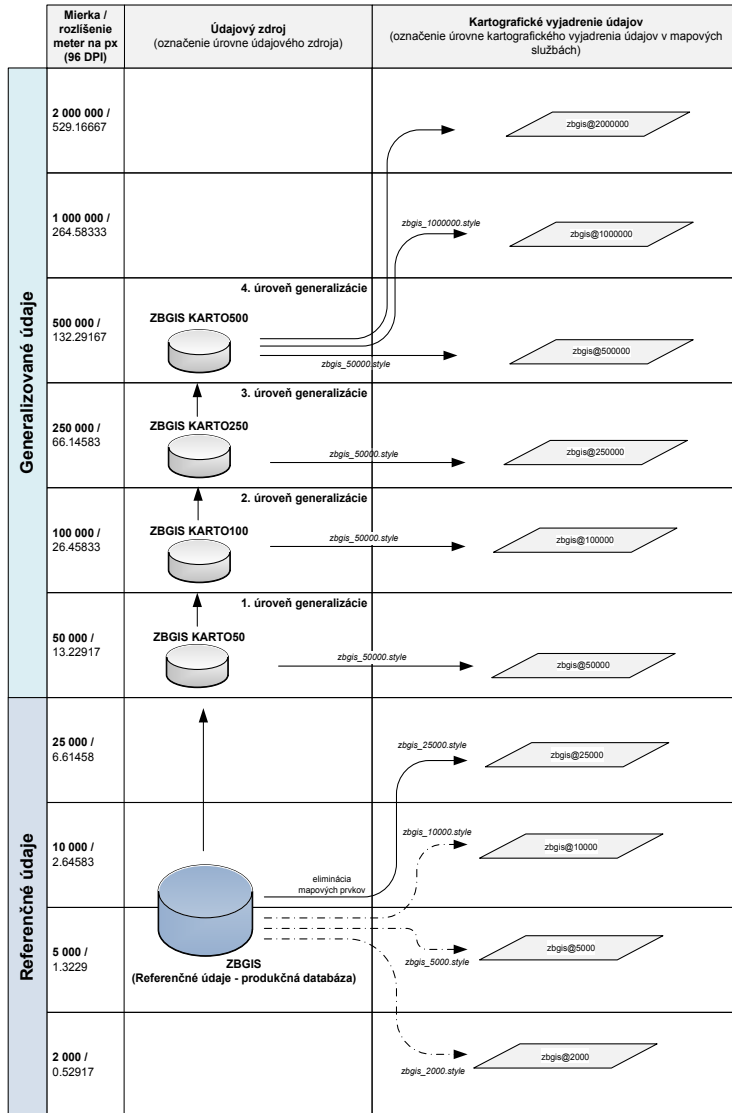 Mierka /
rozlíšenie
meter na px
(96 DPI)
Údajový zdroj
(označenie úrovne údajového zdroja)
Kartografické vyjadrenie údajov
(označenie úrovne kartografického vyjadrenia údajov v mapových
službách)
Generalizované údaje
2 000 000 /
529.16667
zbgis@2000000
1 000 000 /
264.58333
zbgis_1000000.style
zbgis@1000000
4. úroveň generalizácie
500 000 /
132.29167
ZBGIS KARTO500
zbgis_50000.style
zbgis@500000
3. úroveň generalizácie
250 000 /
66.14583
ZBGIS KARTO250
zbgis_50000.style
zbgis@250000
2. úroveň generalizácie
100 000 /
26.45833
ZBGIS KARTO100
zbgis_50000.style
zbgis@100000
1. úroveň generalizácie
50 000 /
13.22917
ZBGIS KARTO50
zbgis_50000.style
zbgis@50000
Referenčné údaje
25 000 /
6.61458
zbgis_25000.style
zbgis@25000
10 000 /
2.64583
zbgis_10000.style
zbgis@10000
eliminácia
mapových prvkov
5 000 /
1.3229
zbgis_5000.style
zbgis@5000
ZBGIS
(Referenčné údaje - produkčná databáza)
2 000 /
0.52917
zbgis_2000.style
zbgis@2000